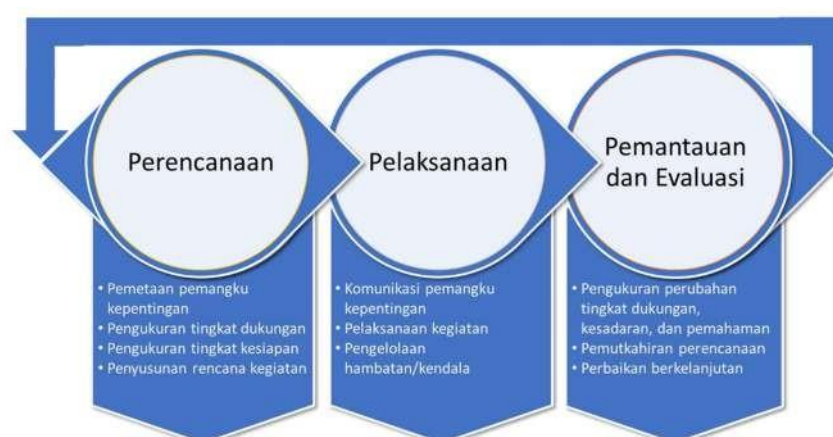 Perencanaan
• Pemetaan pemangku
kepentingan
• Pengukuran tingkat dukungan
• Pengukuran tingkat kesiapan
• Penyusunan rencana kegiatan
Pelaksanaan
• Komunikasi pemangku
kepentingan
• Pelaksanaan kegiatan
• Pengelolaan
hambatan/kendala
Pemantauan
dan Evaluasi
• Pengukuran perubahan
tingkat dukungan,
kesadaran, dan pemahaman
• Pemutkahiran perencanaan
• Perbaikan berkelanjutan